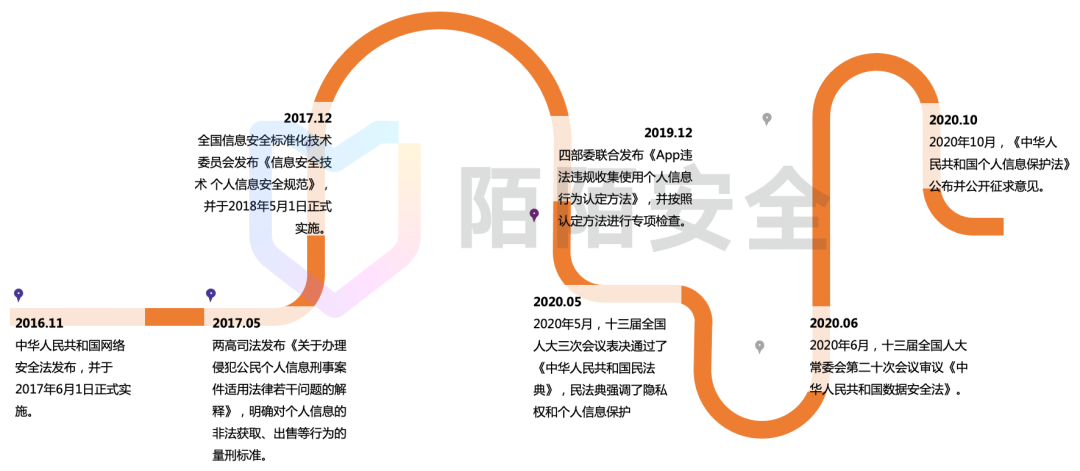 2016.11
中华人民共和国网络
安全法发布，并于
2017年6月1日正式实
施。
2017.05
两高司法发布《关于办理
侵犯公民个人信息刑事案
件适用法律若干问题的解
释》，明确对个人信息的
非法获取、出售等行为的
量刑标准。
2017.12
全国信息安全标准化技术
委员会发布《信息安全技
术 个人信息安全规范》，
并于2018年5月1日正式
实施。
2019.12
四部委联合发布《App违
法违规收集使用个人信息
行为认定方法》，并按照
认定方法进行专项检查。
2020.05
2020年5月，十三届全国
人大三次会议表决通过了
《中华人民共和国民法
典》，民法典强调了隐私
权和个人信息保护
2020.06
2020年6月，十三届全国人大
常委会第二十次会议审议《中
华人民共和国数据安全法》。
2020.10
2020年10月，《中华人
民共和国个人信息保护法》
公布并公开征求意见。
陌陌安全